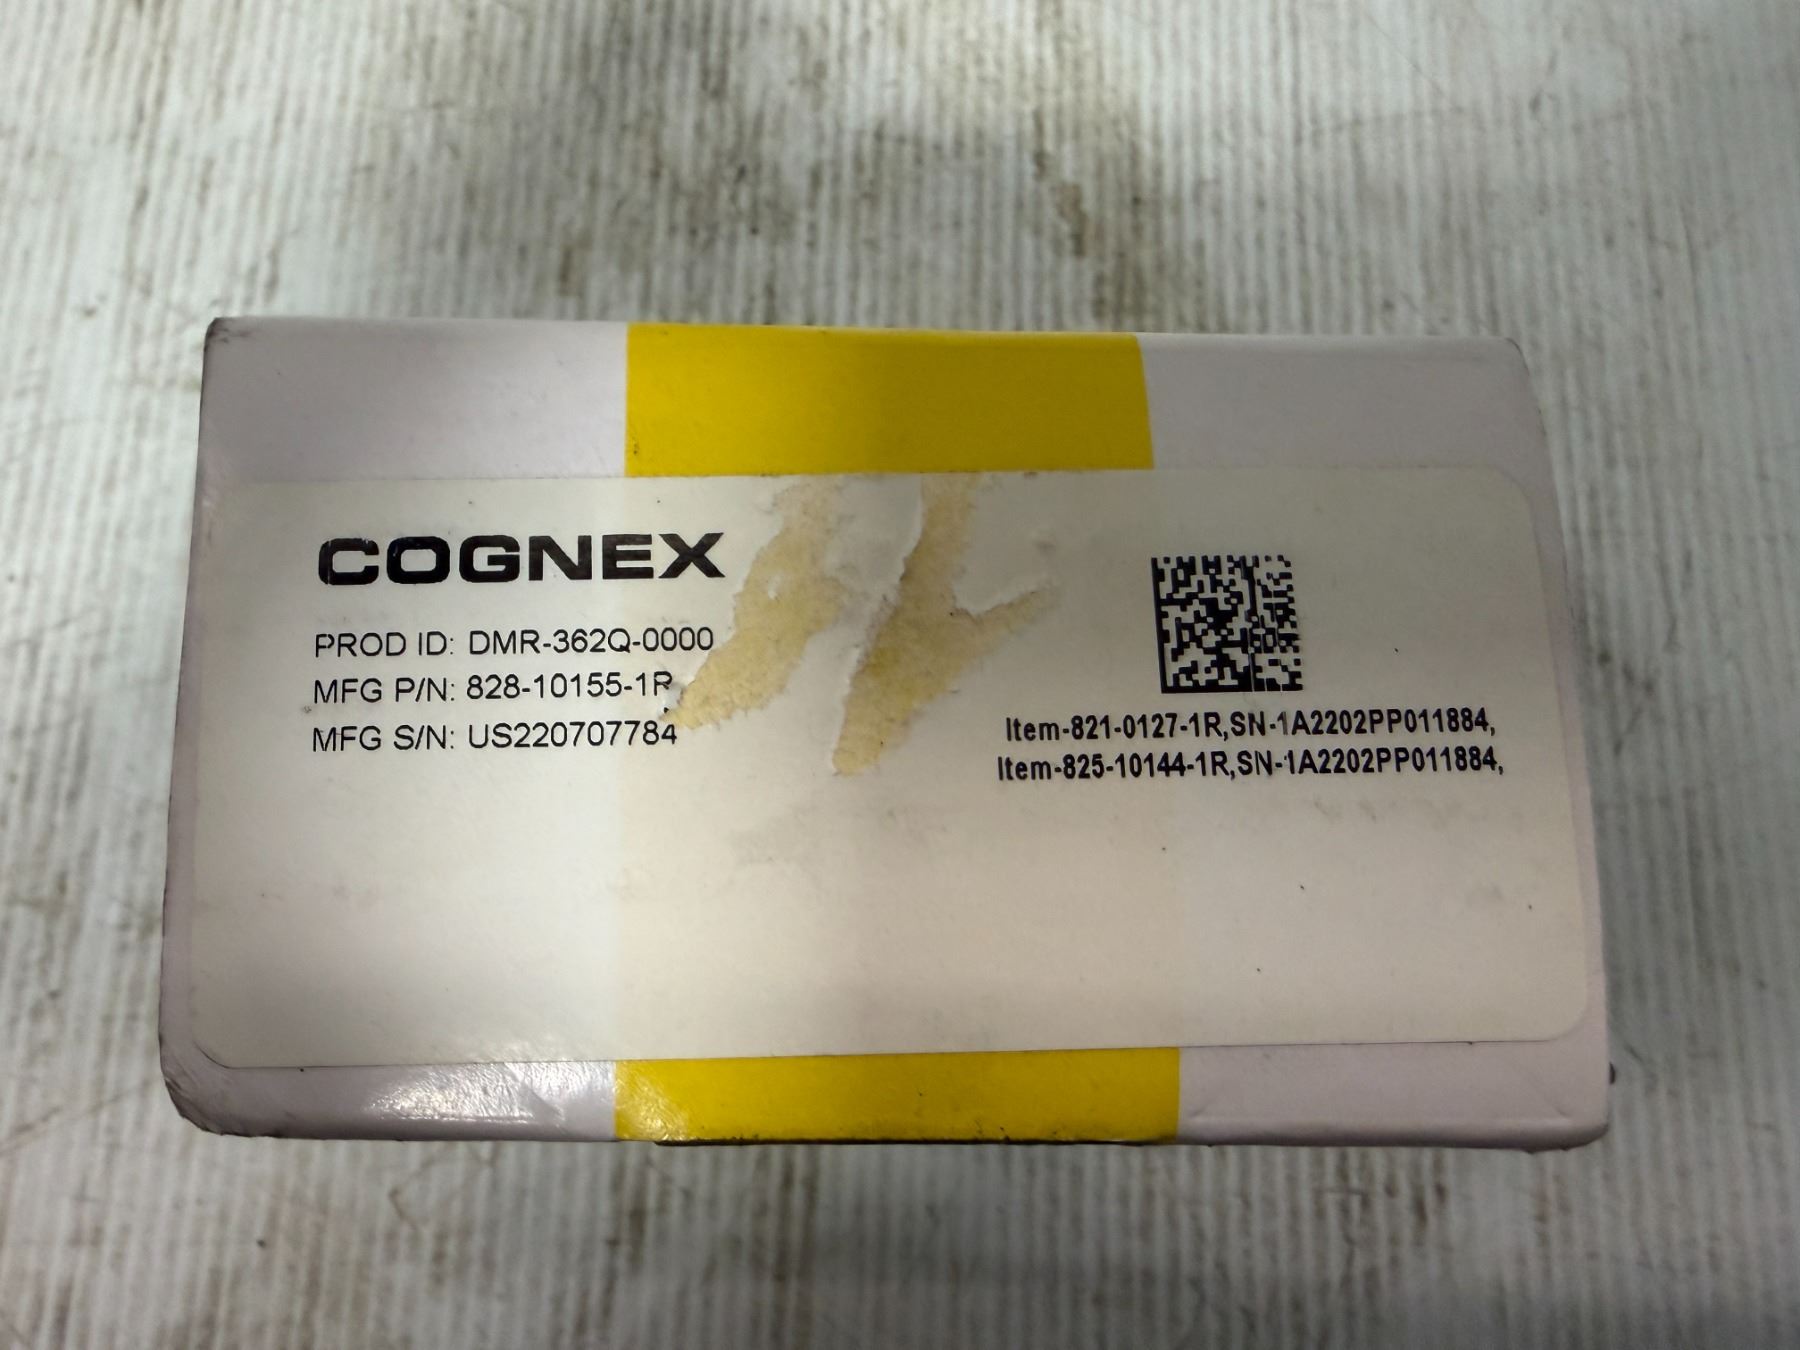 COGNEX
PROD ID: DMR-362Q-0000
MFG P/N: 828-10155-1R
MFG S/N: US220707784
Item-821-0127-1R,SN-1A2202PP011884,
Item-825-10144-1R,SN-1A2202PP011884,